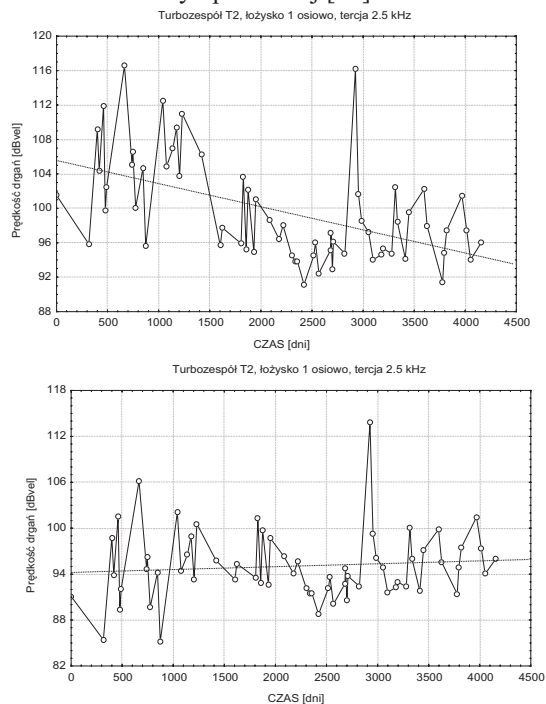 Turbozespół T2, łożysko 1 osiowo, tercja 2.5 kHz
120
116
112
108
104
100
96
92
88
Prędkość drgań [dBvel]
0 500 1000 1500 2000 2500 3000 3500 4000 4500
CZAS [dni]
Turbozespół T2, łożysko 1 osiowo, tercja 2.5 kHz
118
112
106
100
94
88
82
Prędkość drgań [dBvel]
0 500 1000 1500 2000 2500 3000 3500 4000 4500
CZAS [dni]